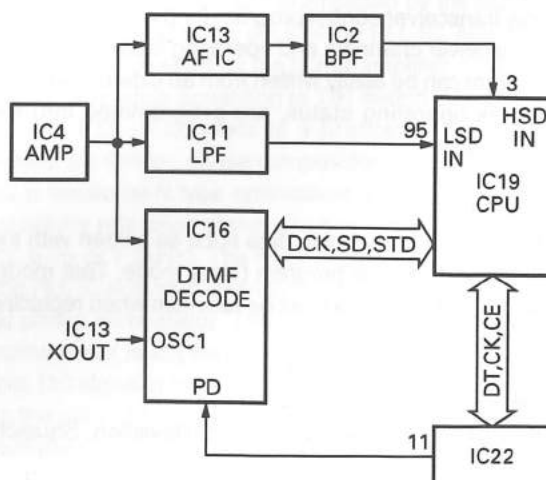 IC13
AF IC
IC2
BPF
3
IC4
AMP
IC11
LPF
95
LSD
IN
HSD
IN
IC19
CPU
IC16
DTMF
DECODE
DCK,SD,STD
IC13
XOUT
OSC1
PD
DT,CK,CE
11
IC22